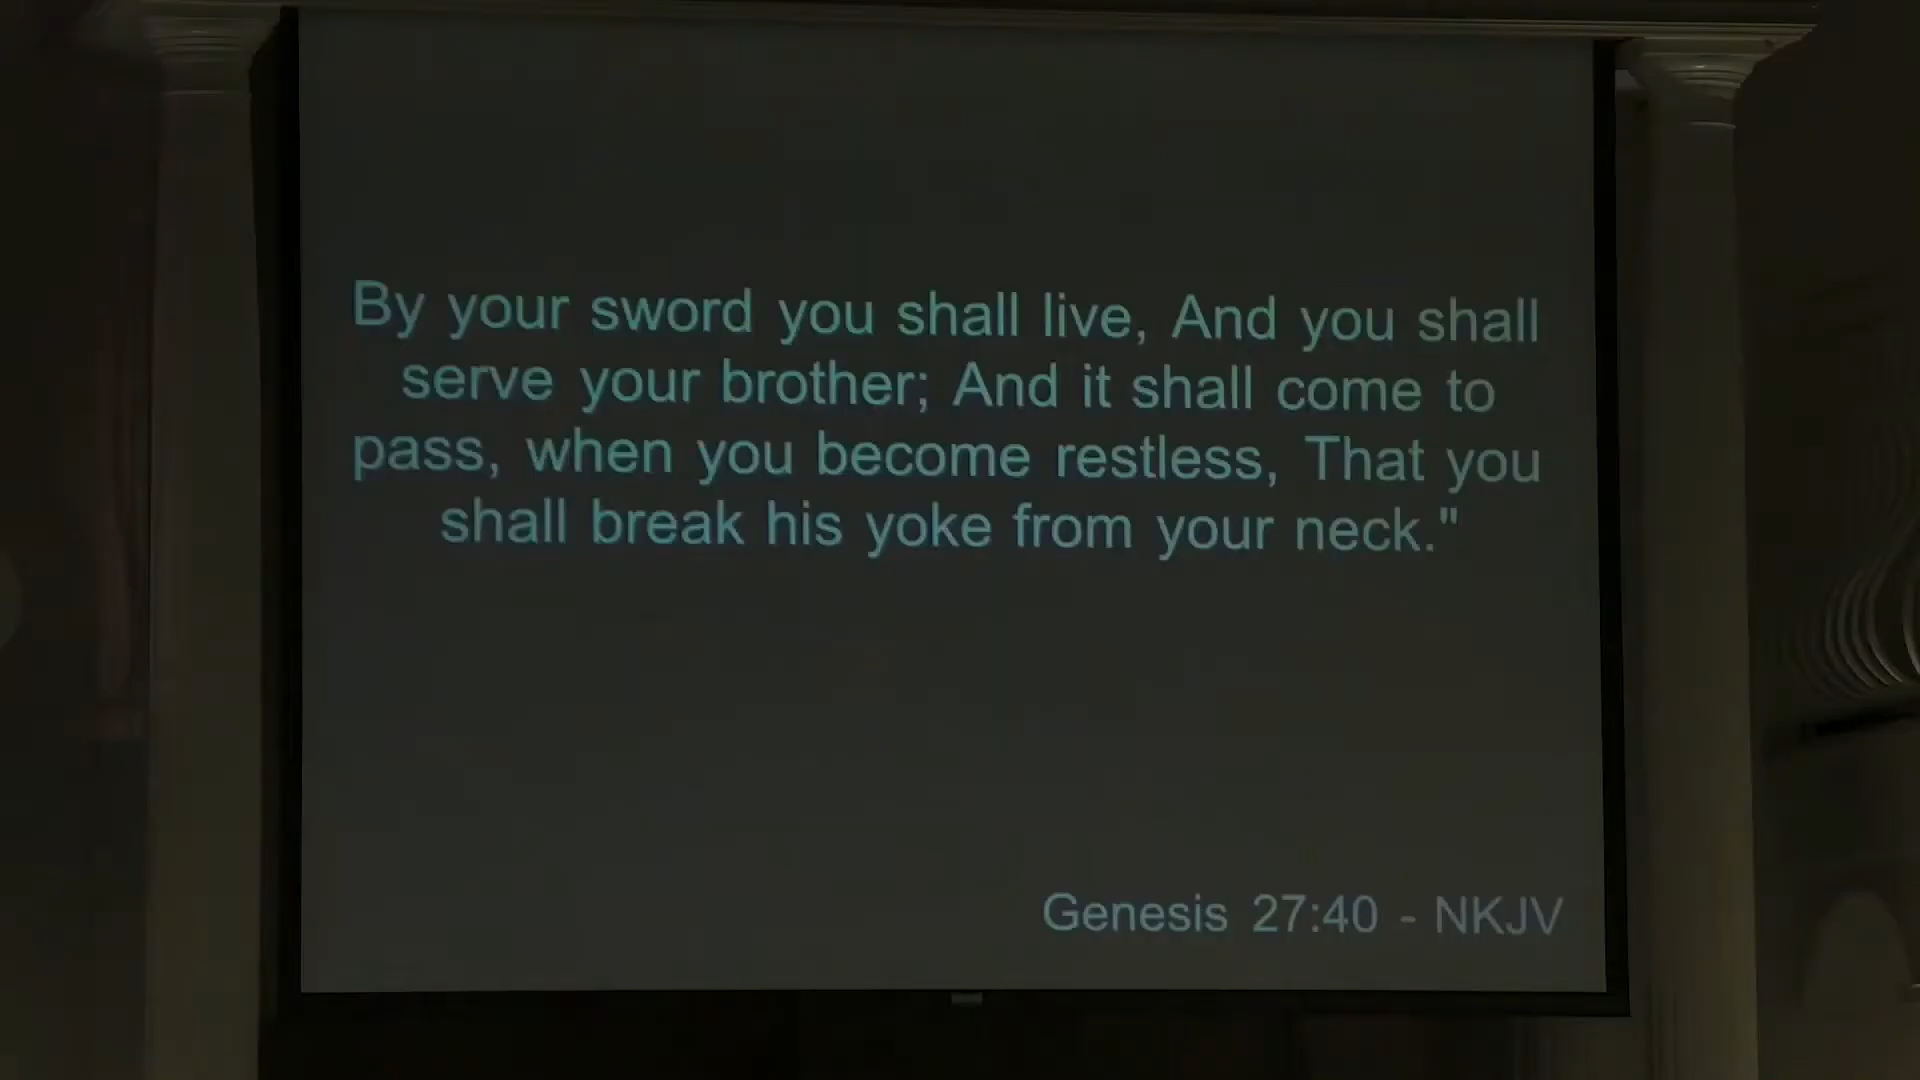 By your sword you shall live, And you shall
serve your brother; And it shall come to
pass, when you become restless, That you
shall break his yoke from your neck."
Genesis 27:40 - NKJV